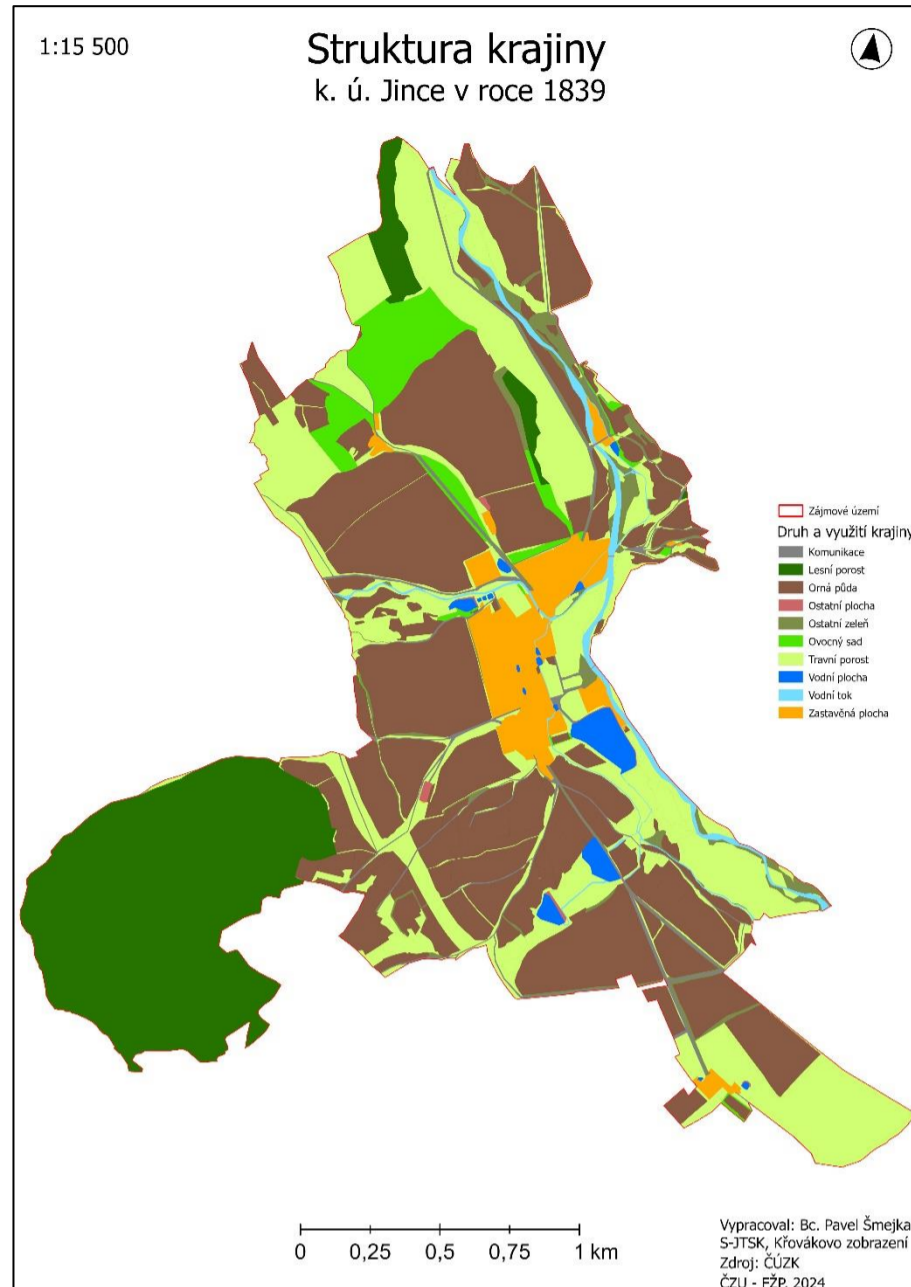 1:15 500
Struktura krajiny
k. ú. Jince v roce 1839
Zájmové území
Druh a využití krajiny
Komunikace
Lesní porost
Orná půda
Ostatní plocha
Ostatní zeleň
Ovocný sad
Travní porost
Vodní plocha
Vodní tok
Zastavěná plocha
0 0,25 0,5 0,75 1 km
Vypracoval: Bc. Pavel Šmejka
S-JTSK, Křovákovo zobrazení
Zdroj: ČÚZK
ČZU - FŽP, 2024